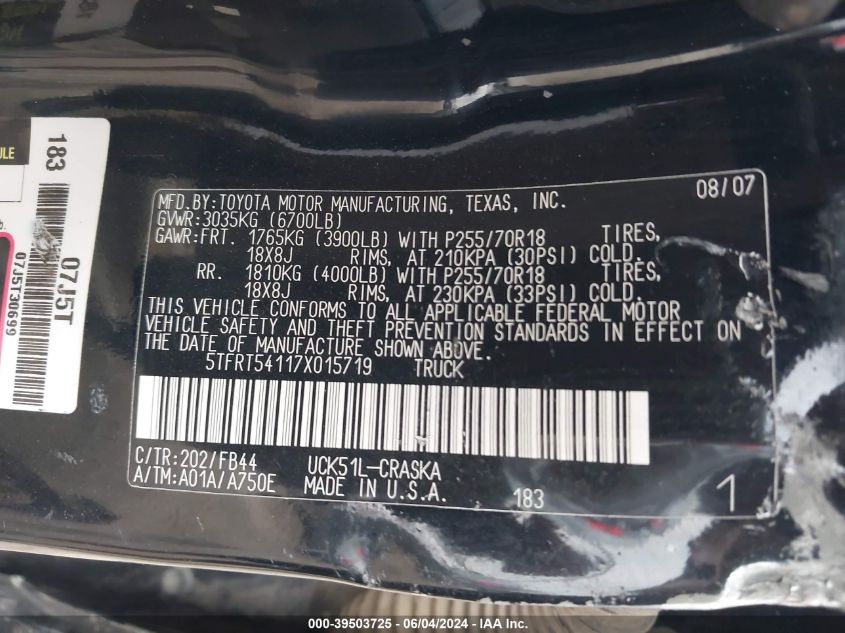 ULE
183
07J5T
07J5T30699
MFD.BY:TOYOTA MOTOR MANUFACTURING, TEXAS, INC. 08/07
GVWR:3035KG (6700LB)
GAWR:FRT. 1765KG (3900LB) WITH P255/70R18 TIRES,
18X8J RIMS, AT 210KPA (30PSI) COLD.
RR. 1810KG (4000LB) WITH P255/70R18 TIRES,
18X8J RIMS, AT 230KPA (33PSI) COLD.
THIS VEHICLE CONFORMS TO ALL APPLICABLE FEDERAL MOTOR
VEHICLE SAFETY AND THEFT PREVENTION STANDARDS IN EFFECT ON
THE DATE OF MANUFACTURE SHOWN ABOVE.
5TFRT54117X015719 TRUCK
C/TR:202/FB44 UCK51L-CRASKA
A/TM:A01A/A750E MADE IN U.S.A. 183 1
000-39503725 - 06/04/2024 - IAA Inc.